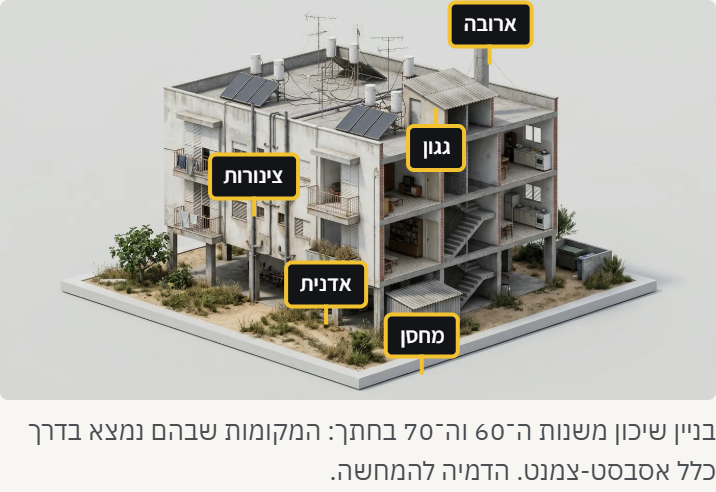 ארובה
גגון
צינורות
אדנית
מחסן
בניין שיכון משנות ה־60 וה־70 בחתך: המקומות שבהם נמצא בדרך
כלל אסבסט-צמנט. הדמיה להמחשה.